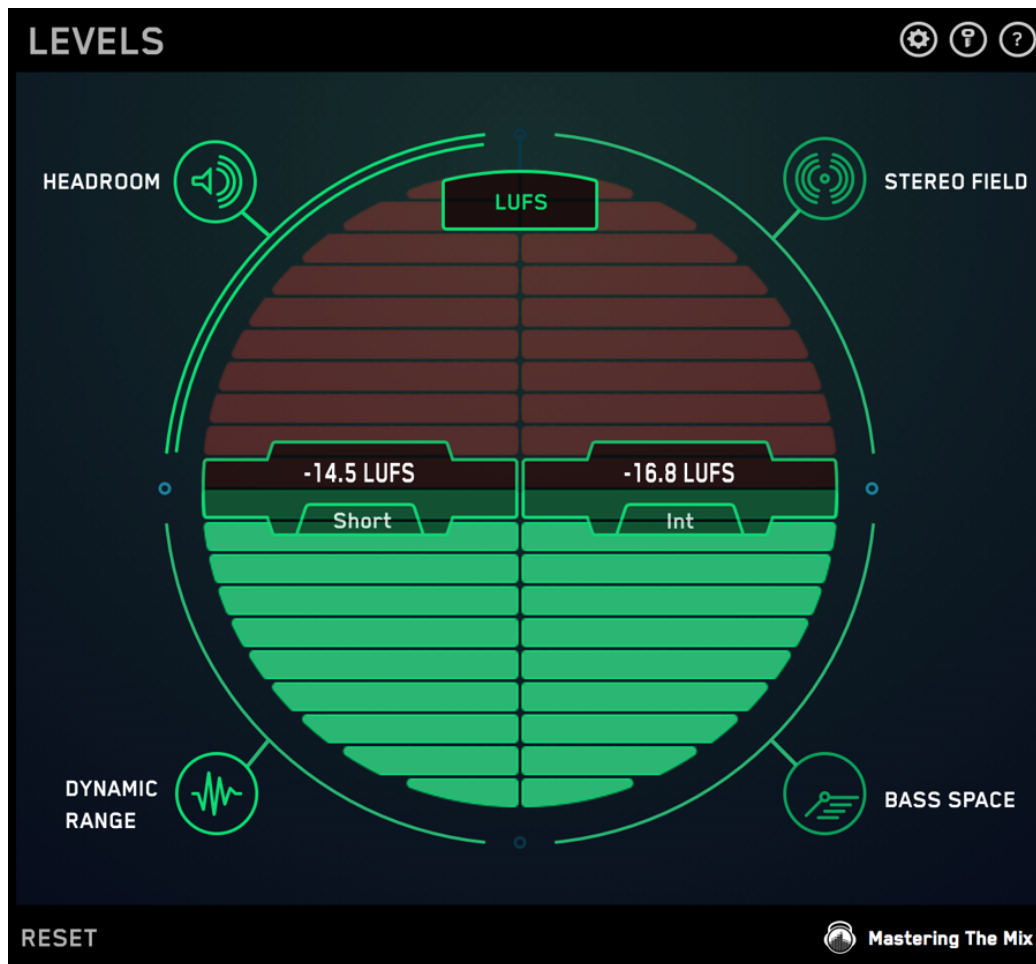 LEVELS
?
HEADROOM
STEREO FIELD
LUFS
-14.5 LUFS
-16.8 LUFS
Short
Int
DYNAMIC
RANGE
BASS SPACE
RESET
Mastering The Mix